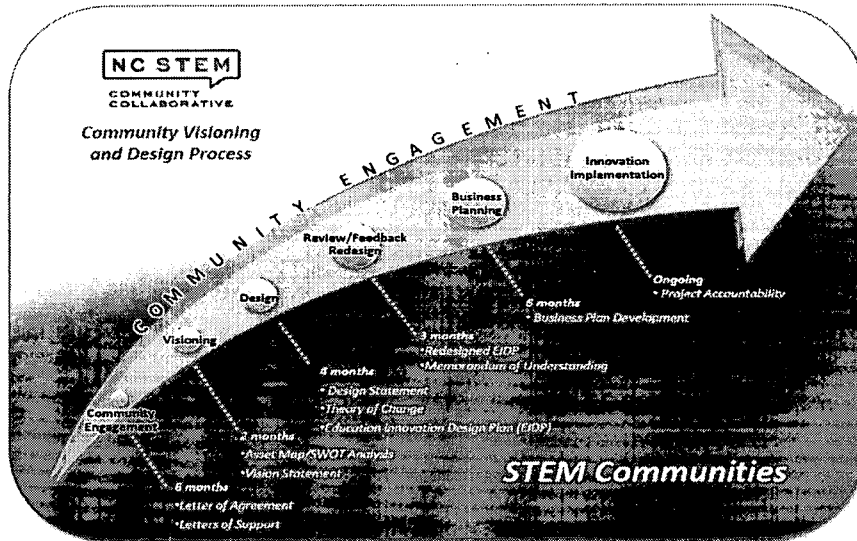 NC STEM
COMMUNITY
COLLABORATIVE
Community Visioning
and Design Process
COMMUNITY ENGAGEMENT
Community
Engagement
Visioning
Design
Review/Feedback
Redesign
Business
Planning
Innovation
Implementation
6 months
•Letter of Agreement
•Letters of Support
2 months
•Asset Map/SWOT Analysis
•Vision Statement
4 months
•Design Statement
•Theory of Change
•Education Innovation Design Plan (EIDP)
3 months
•Redesigned EIDP
•Memorandum of Understanding
6 months
•Business Plan Development
Ongoing
•Project Accountability
STEM Communities